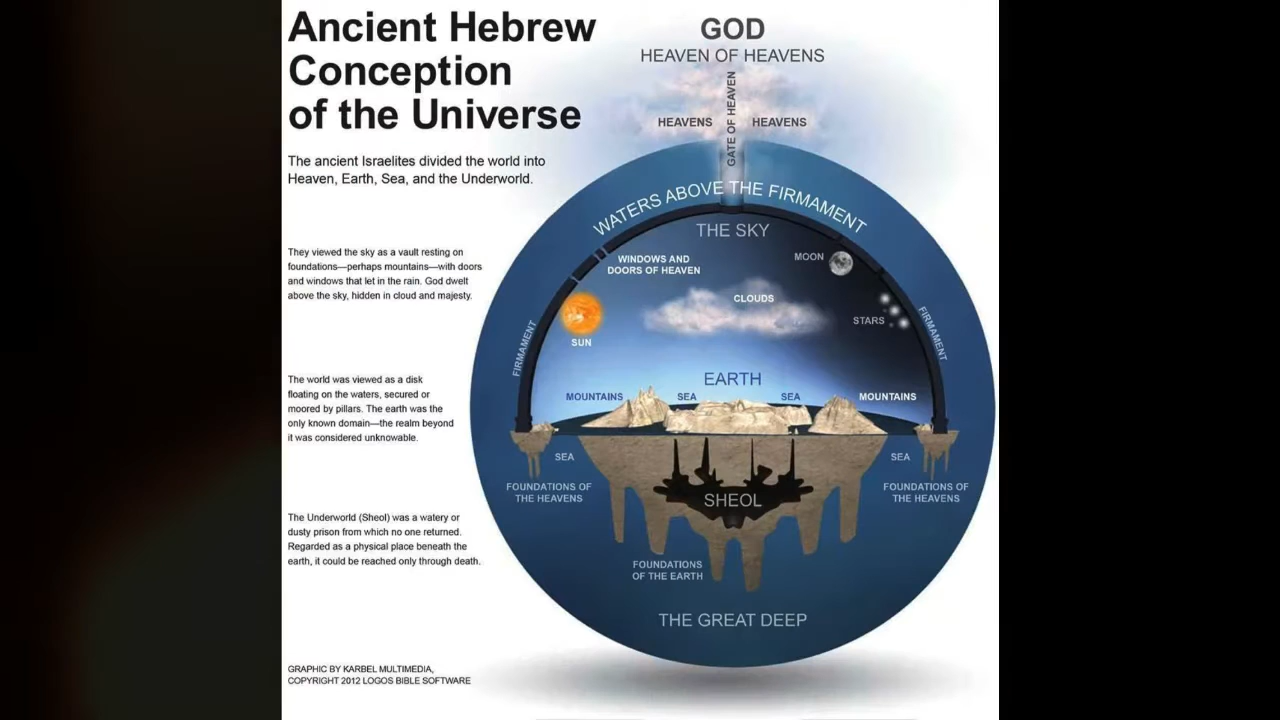 Ancient Hebrew
Conception
of the Universe
The ancient Israelites divided the world into
Heaven, Earth, Sea, and the Underworld.
They viewed the sky as a vault resting on
foundations—perhaps mountains—with doors
and windows that let in the rain. God dwelt
above the sky, hidden in cloud and majesty.
The world was viewed as a disk
floating on the waters, secured or
moored by pillars. The earth was the
only known domain—the realm beyond
it was considered unknowable.
The Underworld (Sheol) was a watery or
dusty prison from which no one returned.
Regarded as a physical place beneath the
earth, it could be reached only through death.
GRAPHIC BY KARBEL MULTIMEDIA,
COPYRIGHT 2012 LOGOS BIBLE SOFTWARE
GOD
HEAVEN OF HEAVENS
HEAVENS
GATE OF HEAVEN
HEAVENS
WATERS ABOVE THE FIRMAMENT
THE SKY
WINDOWS AND
DOORS OF HEAVEN
MOON
CLOUDS
STARS
SUN
FIRMAMENT
FIRMAMENT
EARTH
MOUNTAINS
SEA
SEA
MOUNTAINS
SEA
SEA
FOUNDATIONS OF
THE HEAVENS
FOUNDATIONS OF
THE HEAVENS
SHEOL
FOUNDATIONS
OF THE EARTH
THE GREAT DEEP